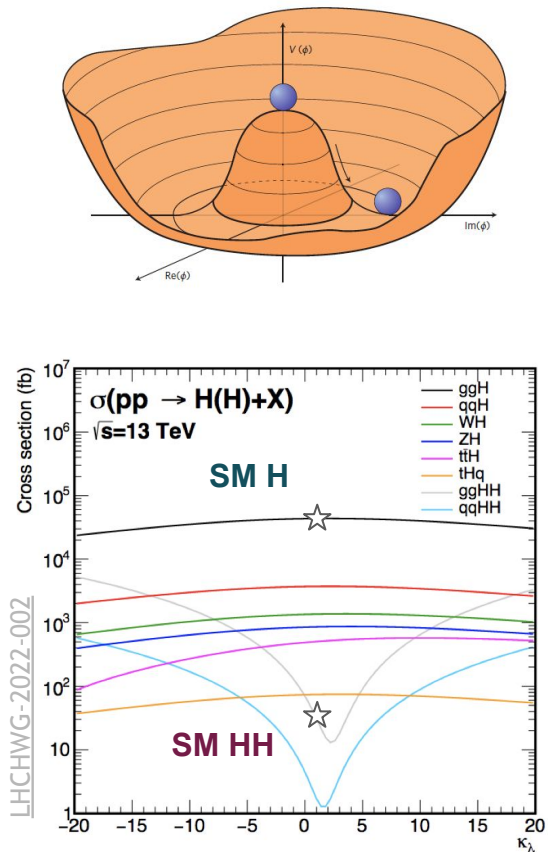 V (ϕ)
Im(ϕ)
Re(ϕ)
Cross section (fb)
σ(pp → H(H)+X)
√s=13 TeV
ggH
qqH
WH
ZH
tt̄H
tHq
ggHH
qqHH
SM H
SM HH
10⁷
10⁶
10⁵
10⁴
10³
10²
10
1
−20 −15 −10 −5 0 5 10 15 20
κλ
LHCHWG-2022-002